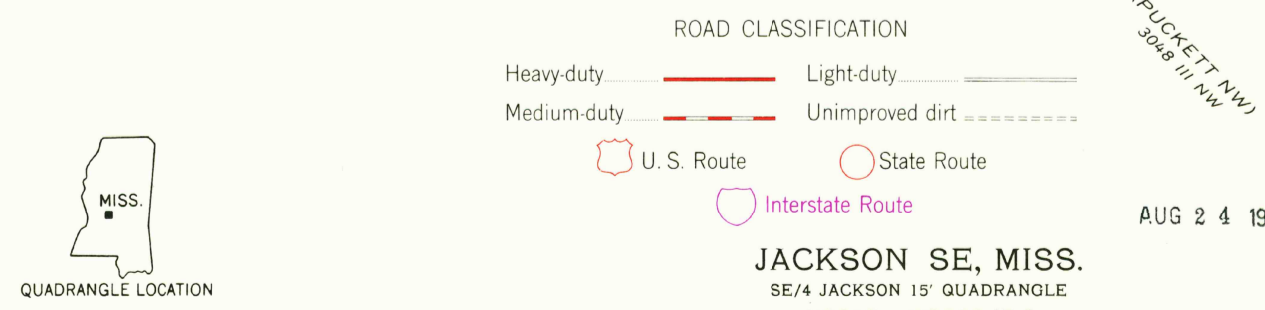 ROAD CLASSIFICATION
Heavy-duty Light-duty
Medium-duty Unimproved dirt
U. S. Route State Route
Interstate Route
MISS.
QUADRANGLE LOCATION
JACKSON SE, MISS.
SE/4 JACKSON 15′ QUADRANGLE
PUCKETT NW)
3048 III NW
AUG 2 4 19